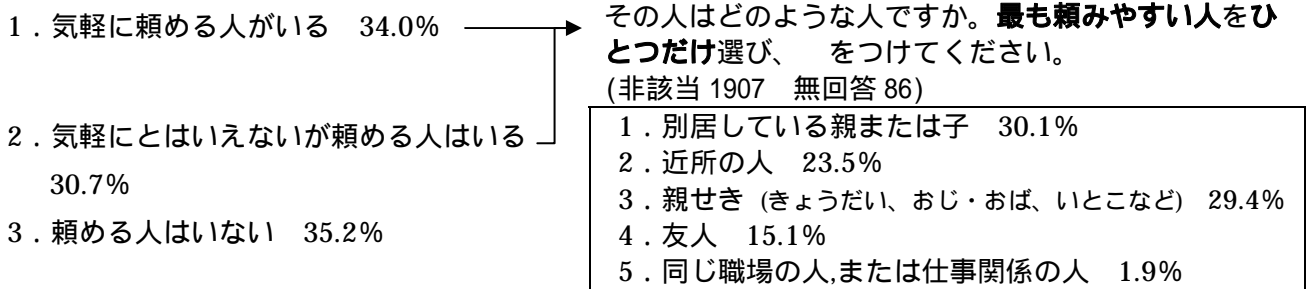 1．気軽に頼める人がいる　34.0%
2．気軽にとはいえないが頼める人はいる
30.7%
3．頼める人はいない　35.2%
その人はどのような人ですか。最も頼みやすい人をひ
とつだけ選び、　をつけてください。
(非該当 1907　無回答 86)
1．別居している親または子　30.1%
2．近所の人　23.5%
3．親せき (きょうだい、おじ・おば、いとこなど)　29.4%
4．友人　15.1%
5．同じ職場の人,または仕事関係の人　1.9%